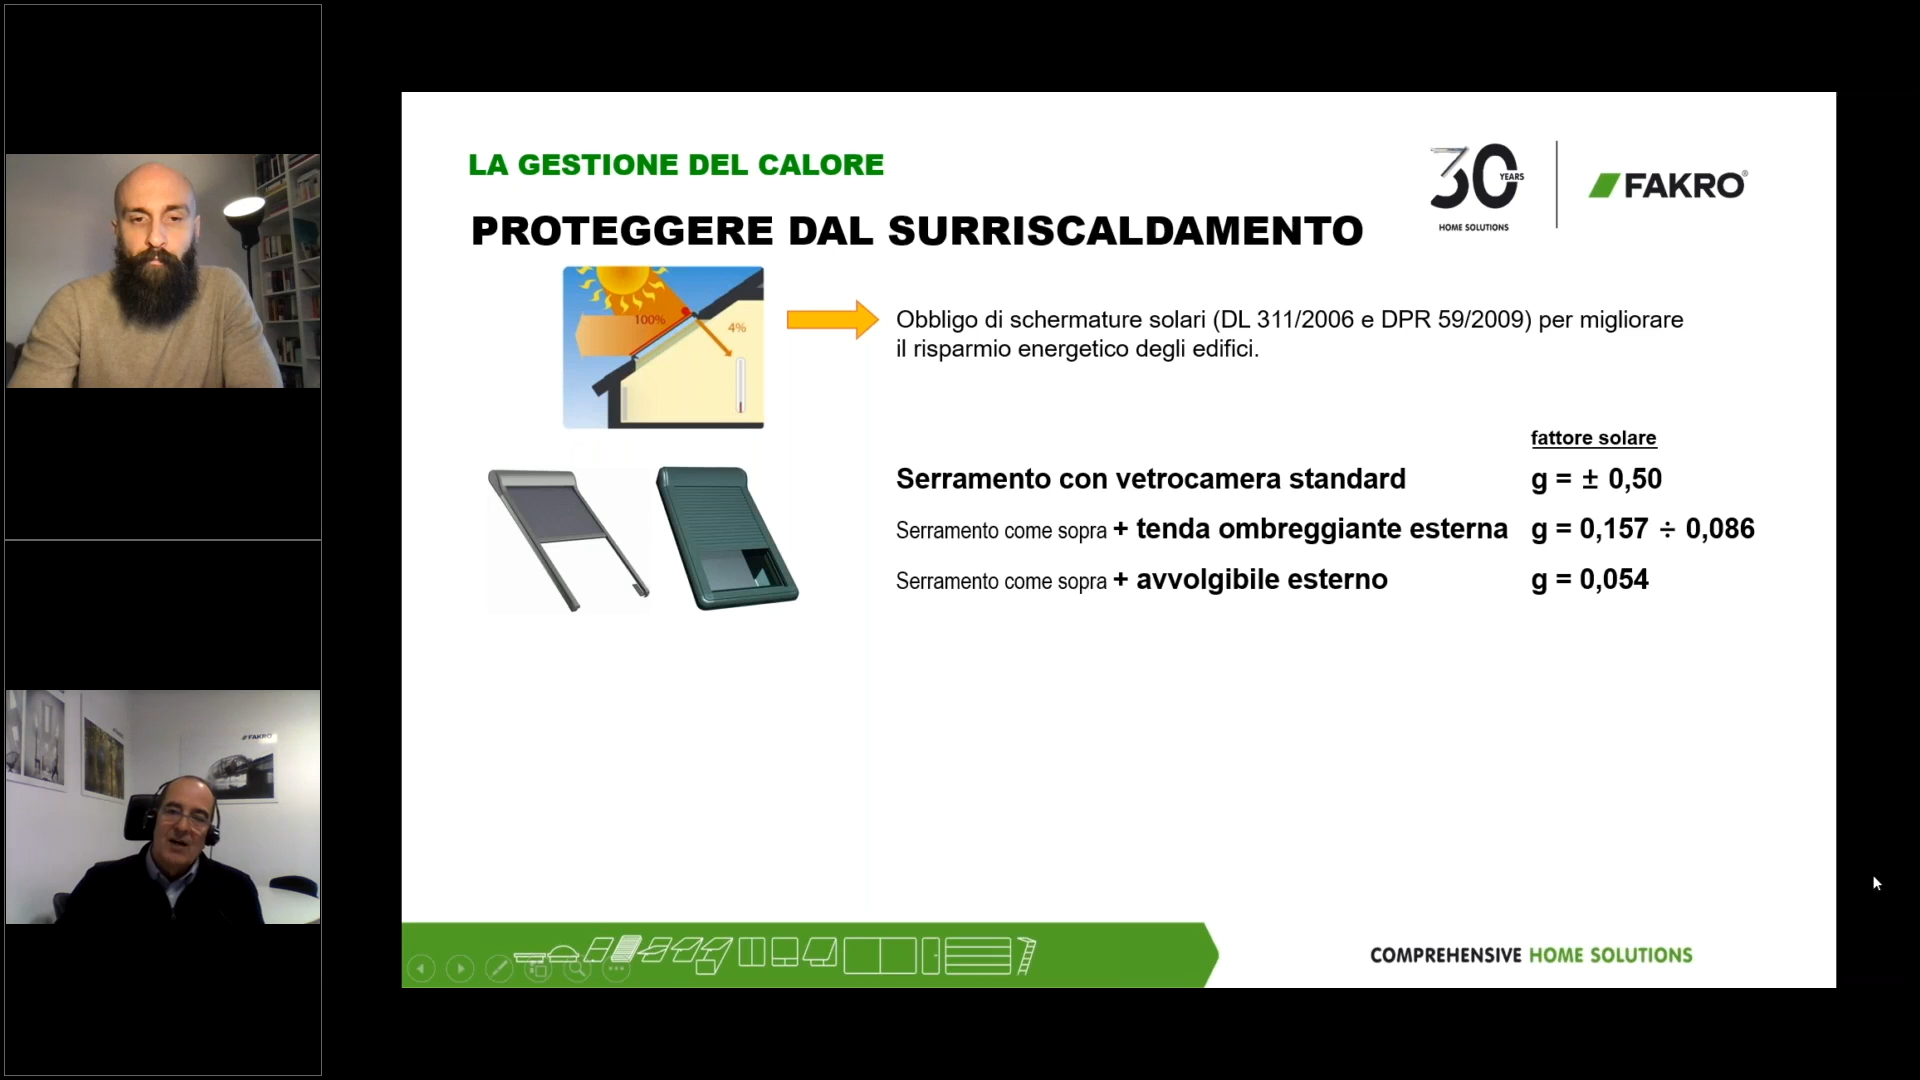 LA GESTIONE DEL CALORE
PROTEGGERE DAL SURRISCALDAMENTO
30
YEARS
HOME SOLUTIONS
FAKRO®
100%
4%
Obbligo di schermature solari (DL 311/2006 e DPR 59/2009) per migliorare
il risparmio energetico degli edifici.
fattore solare
Serramento con vetrocamera standard g = ± 0,50
Serramento come sopra + tenda ombreggiante esterna g = 0,157 ÷ 0,086
Serramento come sopra + avvolgibile esterno g = 0,054
FAKRO
COMPREHENSIVE HOME SOLUTIONS